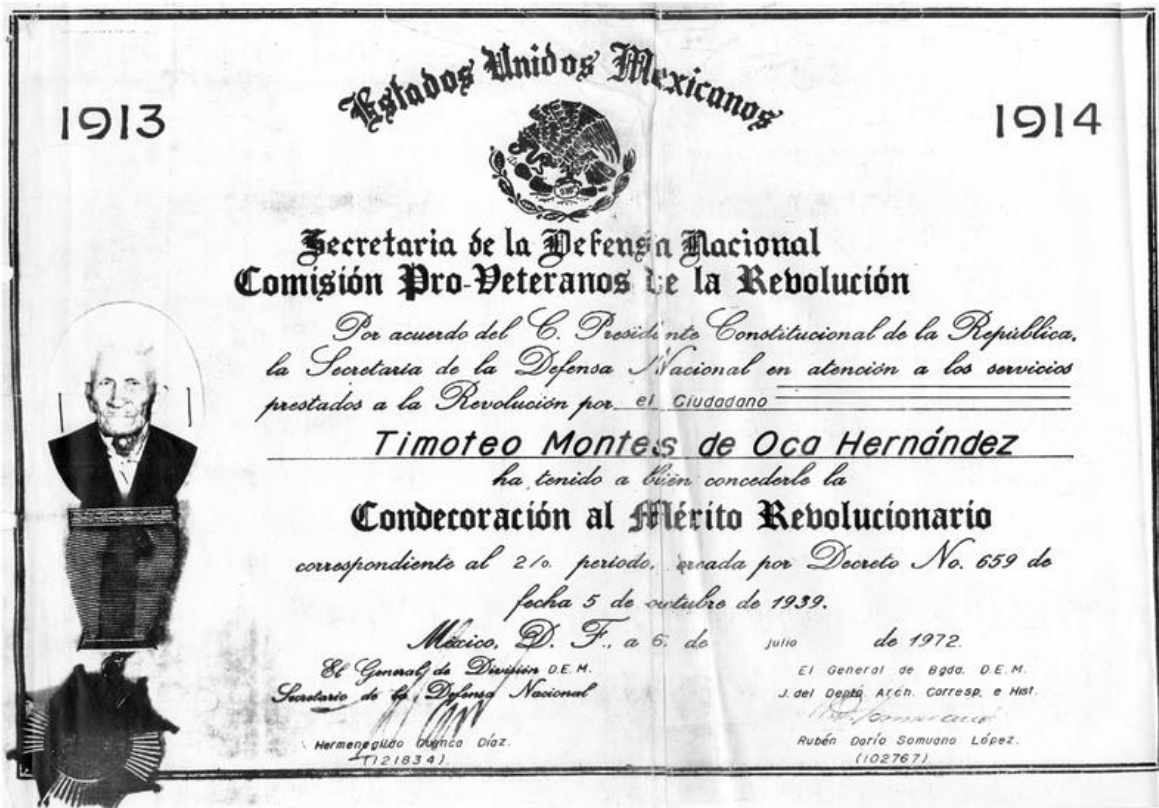 1913
Estados Unidos Mexicanos
1914
Secretaria de la Defensa Nacional
Comisión Pro-Veteranos de la Revolución
Por acuerdo del C. Presidente Constitucional de la República,
la Secretaría de la Defensa Nacional en atención a los servicios
prestados a la Revolución por el Ciudadano
Timoteo Montes de Oca Hernández
ha tenido a bien concederle la
Condecoración al Mérito Revolucionario
correspondiente al 2/o. período, creada por Decreto No. 659 de
fecha 5 de octubre de 1939.
México, D. F., a 6 de julio de 1972.
El General de División D.E.M.
Secretario de la Defensa Nacional
Hermenegildo Cuenca Díaz.
(121834).
El General de Bgda. D.E.M.
J. del Depto. Arch. Corresp. e Hist.
Rubén Darío Somuano López.
(102767)